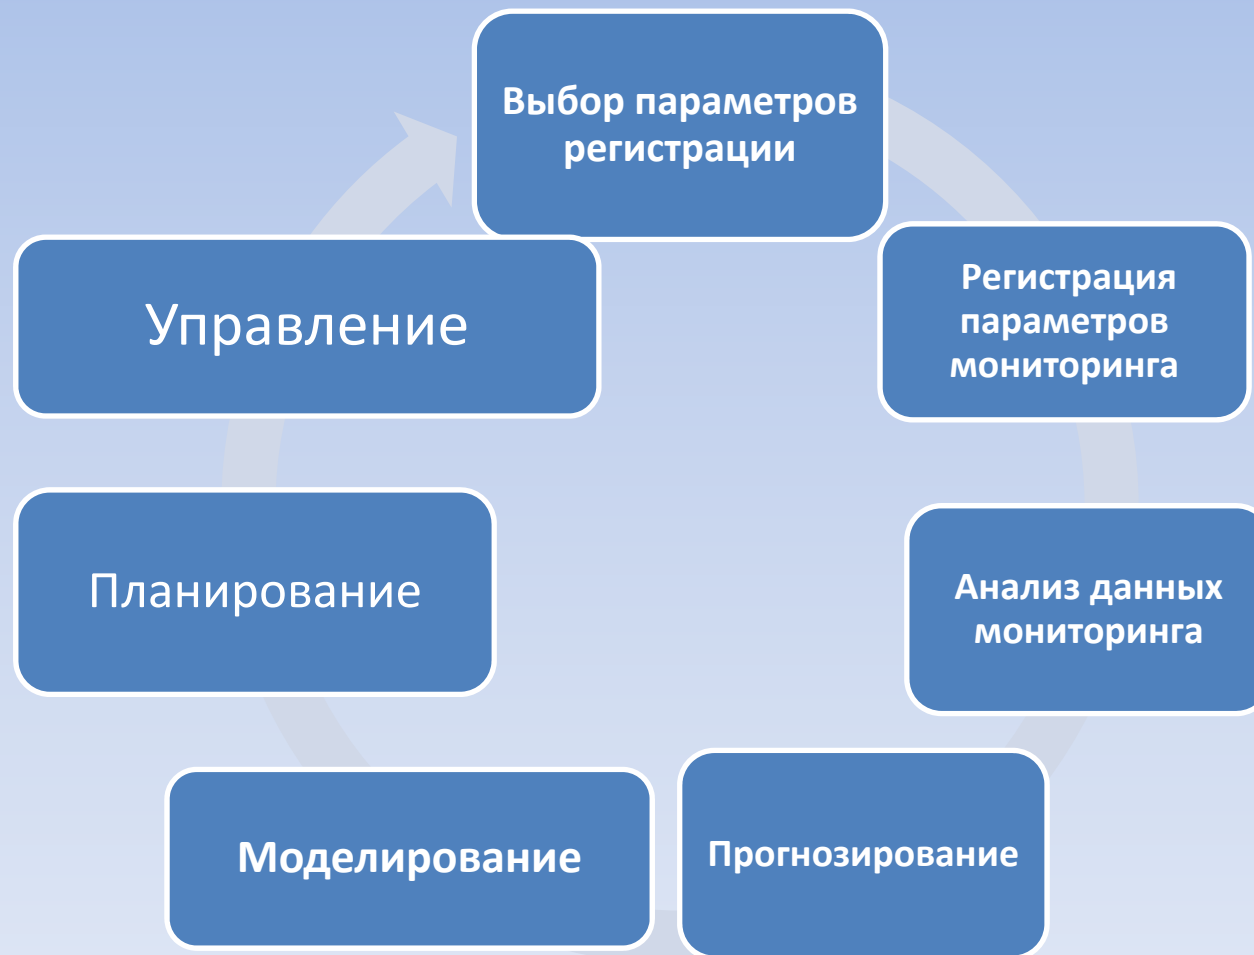 Выбор параметров
регистрации
Регистрация
параметров
мониторинга
Анализ данных
мониторинга
Прогнозирование
Моделирование
Планирование
Управление